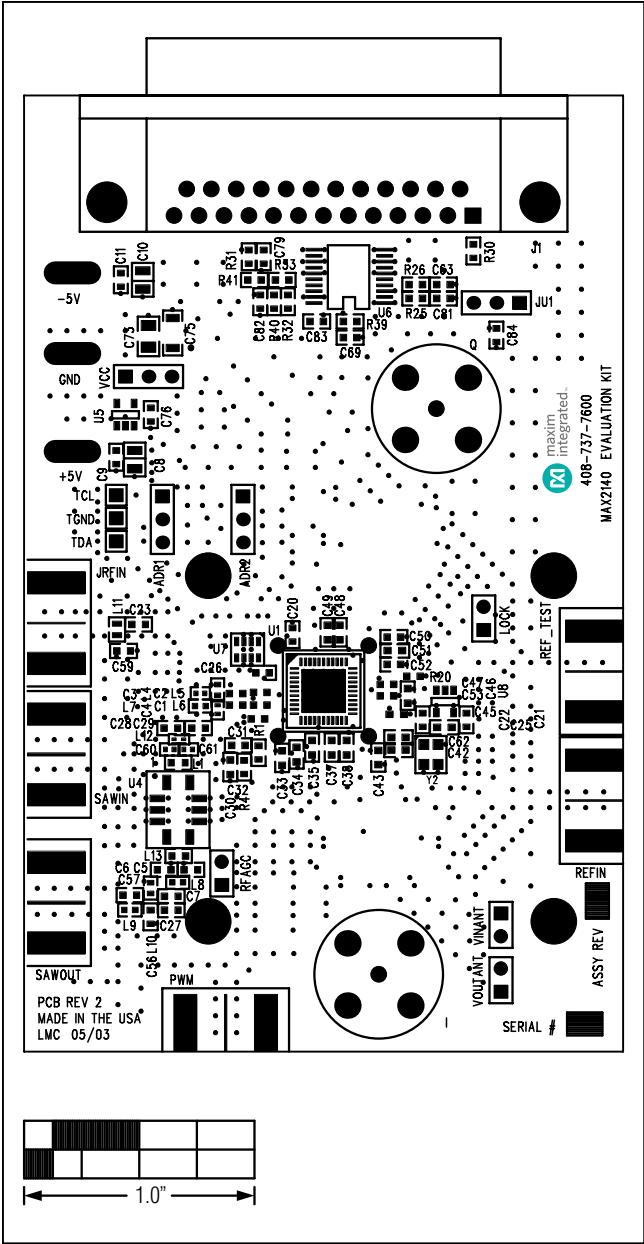 J1
R30
C79
R31
R41
R53
C82
R40
R32
C83
U6
R39
C69
R26
C63
R25
C81
JU1
C84
Q
C11
C10
-5V
C73
C75
GND
VCC
U5
C76
+5V
C9
C8
TCL
TGND
TDA
ADR1
ADR2
maxim
integrated™
408-737-7600
MAX2140 EVALUATION KIT
JRFIN
L11
C23
C59
C20
C49
C48
U1
U7
C50
C51
C52
LOCK
REF_TEST
C26
R20
C47
C53
C46
U8
C3
C4
C2
L5
L7
C1
L6
C28
C29
L12
C60
C61
C31
R1
C45
C22
C25
C21
C62
C42
Y2
C43
C33
C34
C35
C37
C38
C30
C32
R4
SAWIN
U4
L13
C6
C5
C57
L8
C7
L9
L10
C27
C56
RFAGC
SAWOUT
PWM
REFIN
VINANT
VOUTANT
ASSY REV
I
SERIAL #
PCB REV 2
MADE IN THE USA
LMC 05/03
1.0"